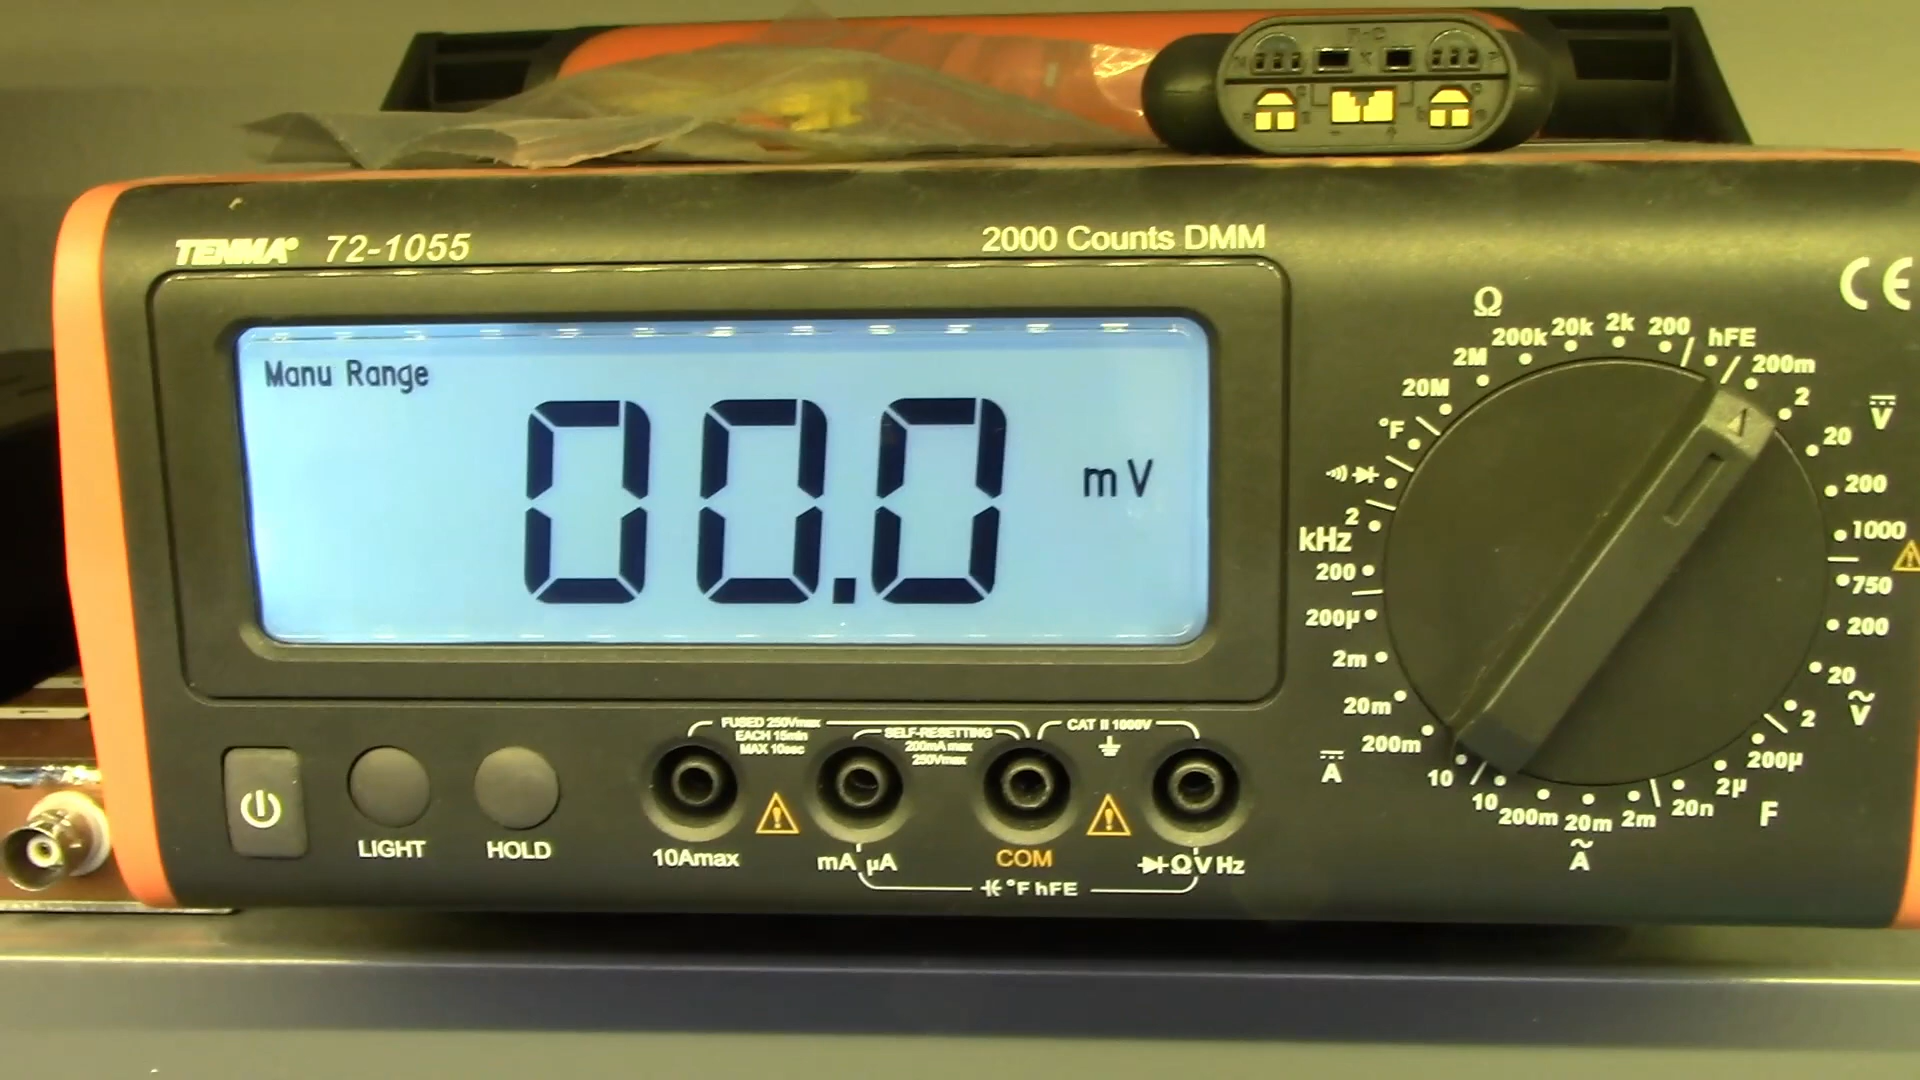 TENMA® 72-1055
2000 Counts DMM
CE
Manu Range
00.0 mV
Ω
200k 20k 2k 200 hFE
2M 200m
20M 2
°F 20
V
200
2 1000
kHz
200 750
200µ 200
2m 20
20m 2
V
200m 200µ
A 10 2µ
10 200m 20m 2m 20n F
A
FUSED 250Vmax
EACH 15min
MAX 10sec
SELF-RESETTING
200mA max
250Vmax
CAT II 1000V
LIGHT HOLD
10Amax mA µA COM ΩVHz
°F hFE